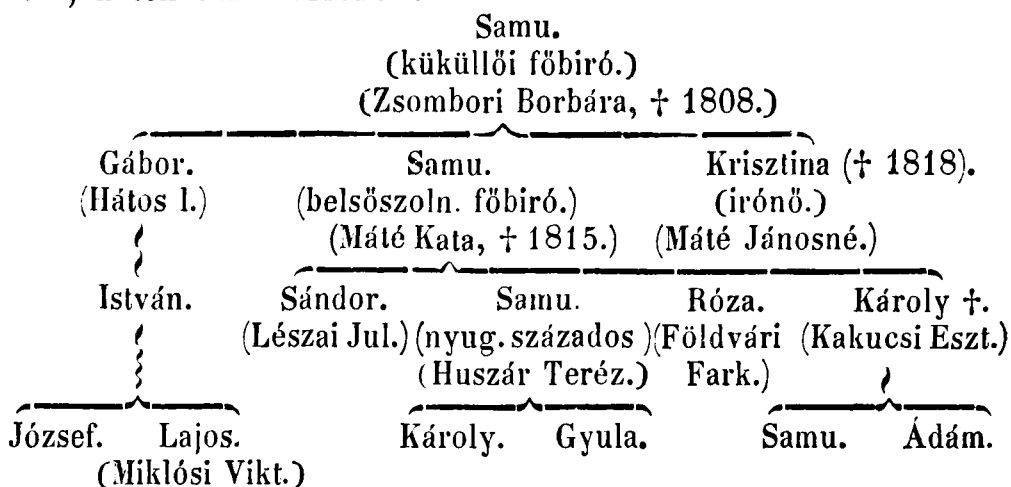 Samu.
(küküllői főbiró.)
(Zsombori Borbára, † 1808.)
Gábor. Samu. Krisztina († 1818).
(Hátos l.) (belsőszoln. főbiró.) (irónő.)
(Máté Kata, † 1815.) (Máté Jánosné.)
István. Sándor. Samu. Róza. Károly †.
(Lészai Jul.) (nyug. százados )(Földvári (Kakucsi Eszt.)
(Huszár Teréz.) Fark.)
József. Lajos. Károly. Gyula. Samu. Ádám.
(Miklósi Vikt.)